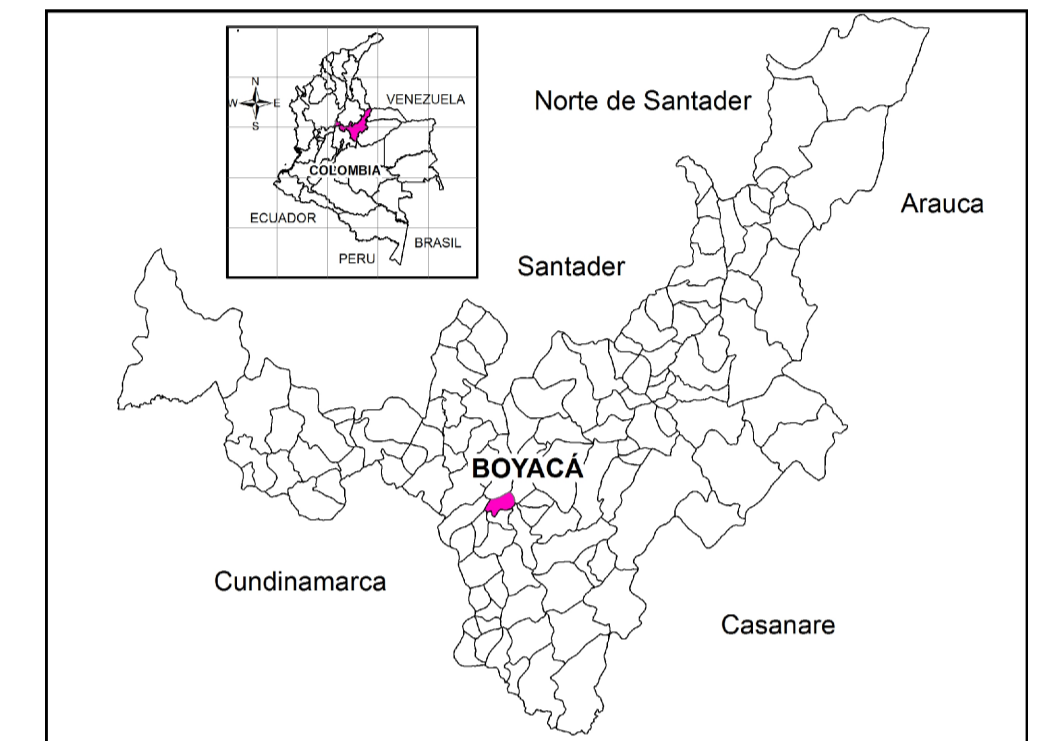 N
W E
S
VENEZUELA
COLOMBIA
ECUADOR
BRASIL
PERU
Norte de Santader
Arauca
Santader
BOYACÁ
Cundinamarca
Casanare